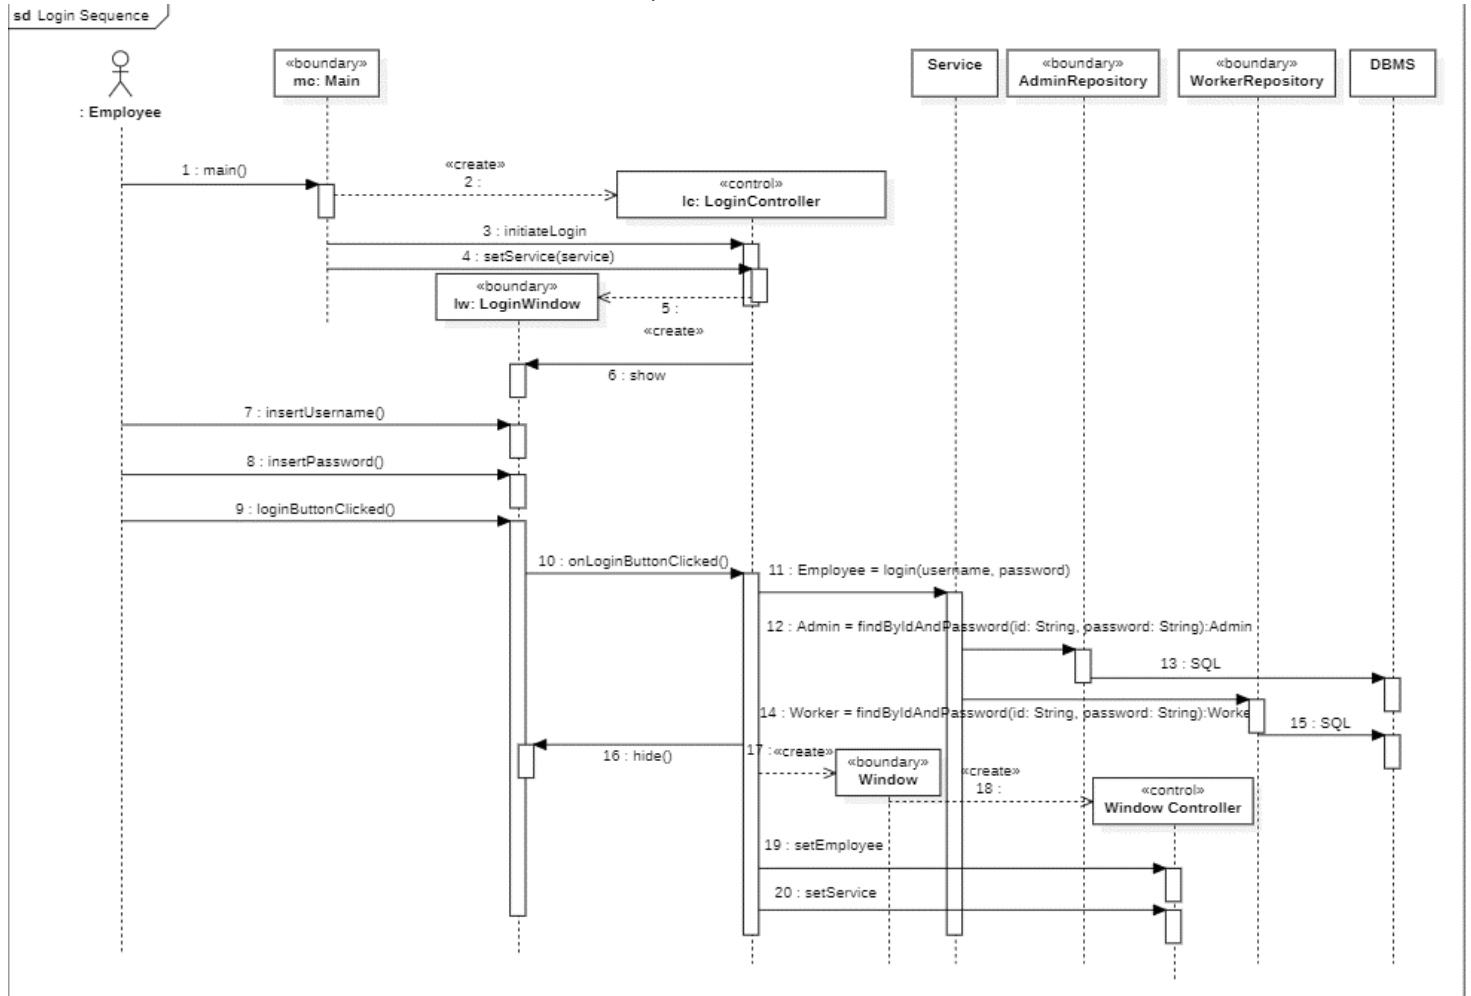 sd Login Sequence
: Employee
«boundary»
mc: Main
Service
«boundary»
AdminRepository
«boundary»
WorkerRepository
DBMS
1 : main()
«create»
2 :
«control»
lc: LoginController
3 : initiateLogin
4 : setService(service)
«boundary»
lw: LoginWindow
5 :
«create»
6 : show
7 : insertUsername()
8 : insertPassword()
9 : loginButtonClicked()
10 : onLoginButtonClicked()
11 : Employee = login(username, password)
12 : Admin = findByIdAndPassword(id: String, password: String):Admin
13 : SQL
14 : Worker = findByIdAndPassword(id: String, password: String):Worke
15 : SQL
16 : hide()
17 :«create»
«boundary»
Window
«create»
18 :
«control»
Window Controller
19 : setEmployee
20 : setService